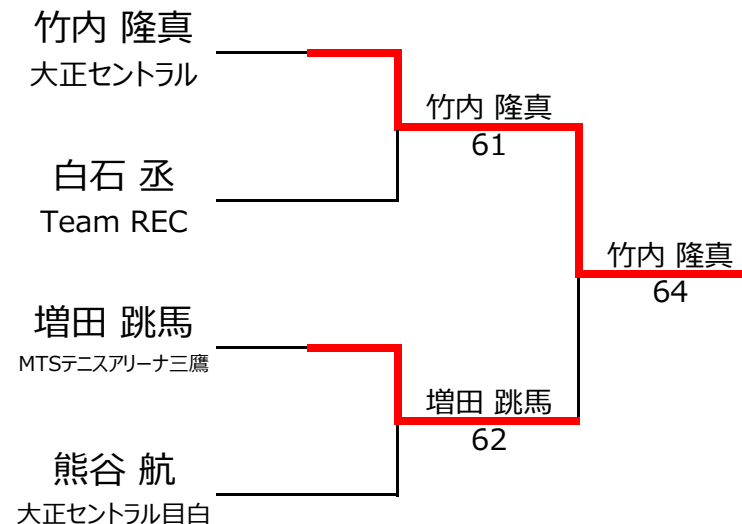 竹内 隆真
大正セントラル
竹内 隆真
61
白石 丞
Team REC
竹内 隆真
64
増田 跳馬
MTSテニスアリーナ三鷹
増田 跳馬
62
熊谷 航
大正セントラル目白